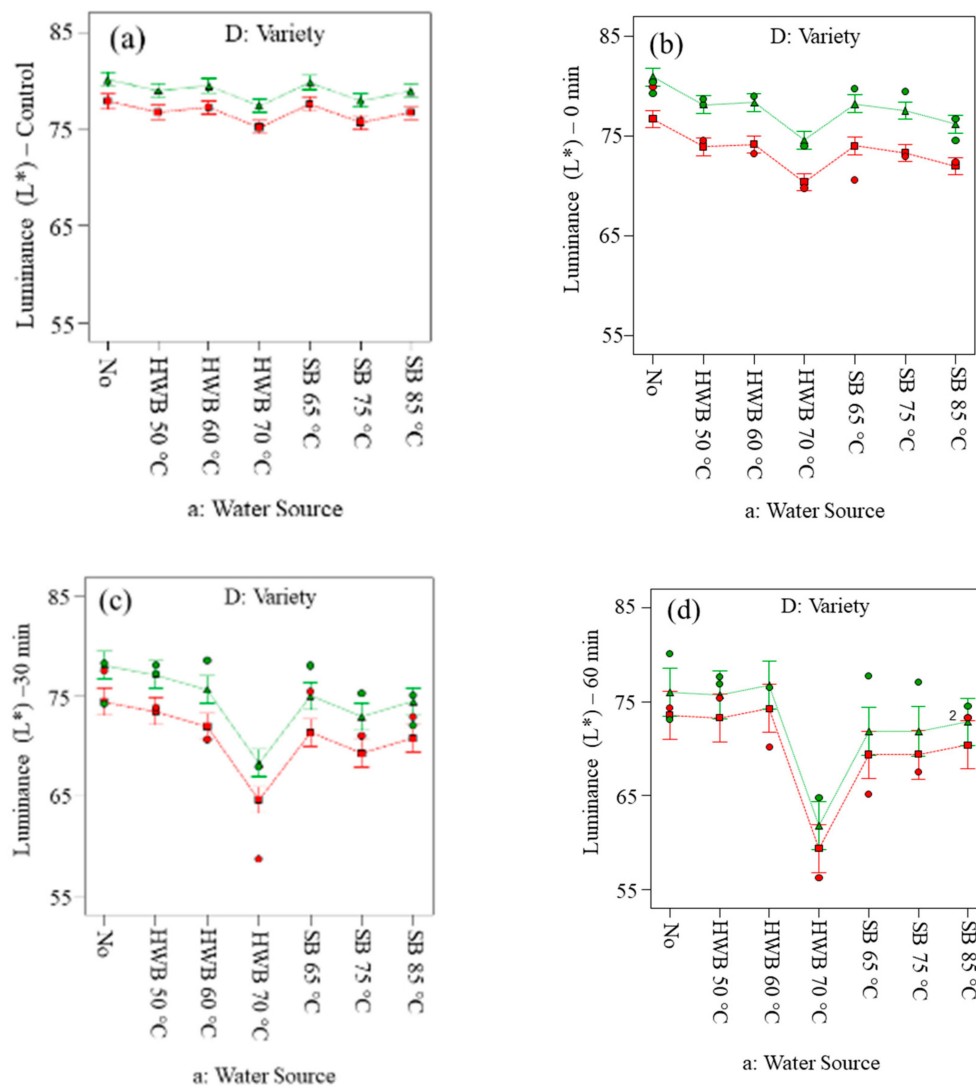 (a)
D: Variety
Luminance (L*) – Control
85
75
65
55
No
HWB 50 °C
HWB 60 °C
HWB 70 °C
SB 65 °C
SB 75 °C
SB 85 °C
a: Water Source
(b)
D: Variety
Luminance (L*) – 0 min
85
75
65
55
No
HWB 50 °C
HWB 60 °C
HWB 70 °C
SB 65 °C
SB 75 °C
SB 85 °C
a: Water Source
(c)
D: Variety
Luminance (L*) –30 min
85
75
65
55
No
HWB 50 °C
HWB 60 °C
HWB 70 °C
SB 65 °C
SB 75 °C
SB 85 °C
a: Water Source
(d)
D: Variety
Luminance (L*) – 60 min
85
75
65
55
2
No
HWB 50 °C
HWB 60 °C
HWB 70 °C
SB 65 °C
SB 75 °C
SB 85 °C
a: Water Source